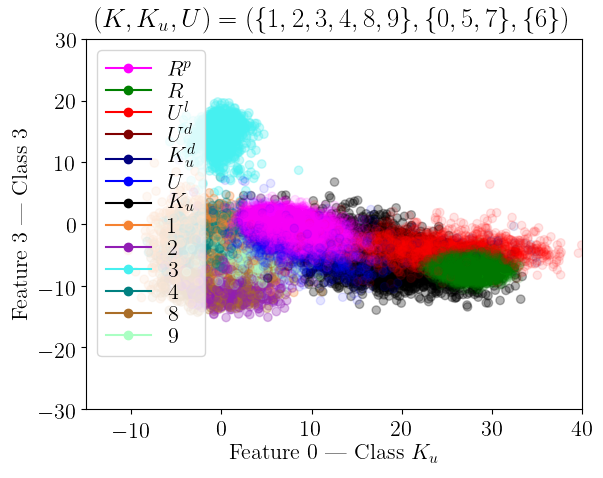 (K, K_u, U) = ({1, 2, 3, 4, 8, 9}, {0, 5, 7}, {6})
30
20
10
0
−10
−20
−30
Feature 3 — Class 3
R^p
R
U^l
U^d
K_u^d
U
K_u
1
2
3
4
8
9
−10
0
10
20
30
40
Feature 0 — Class K_u